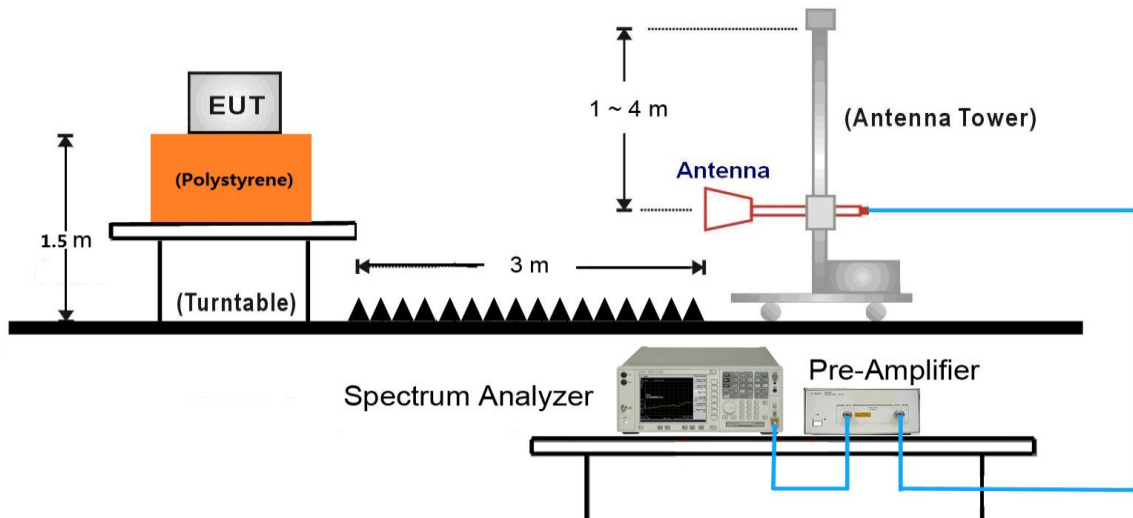 EUT
(Polystyrene)
1.5 m
(Turntable)
3 m
1 ~ 4 m
(Antenna Tower)
Antenna
Spectrum Analyzer
Pre-Amplifier